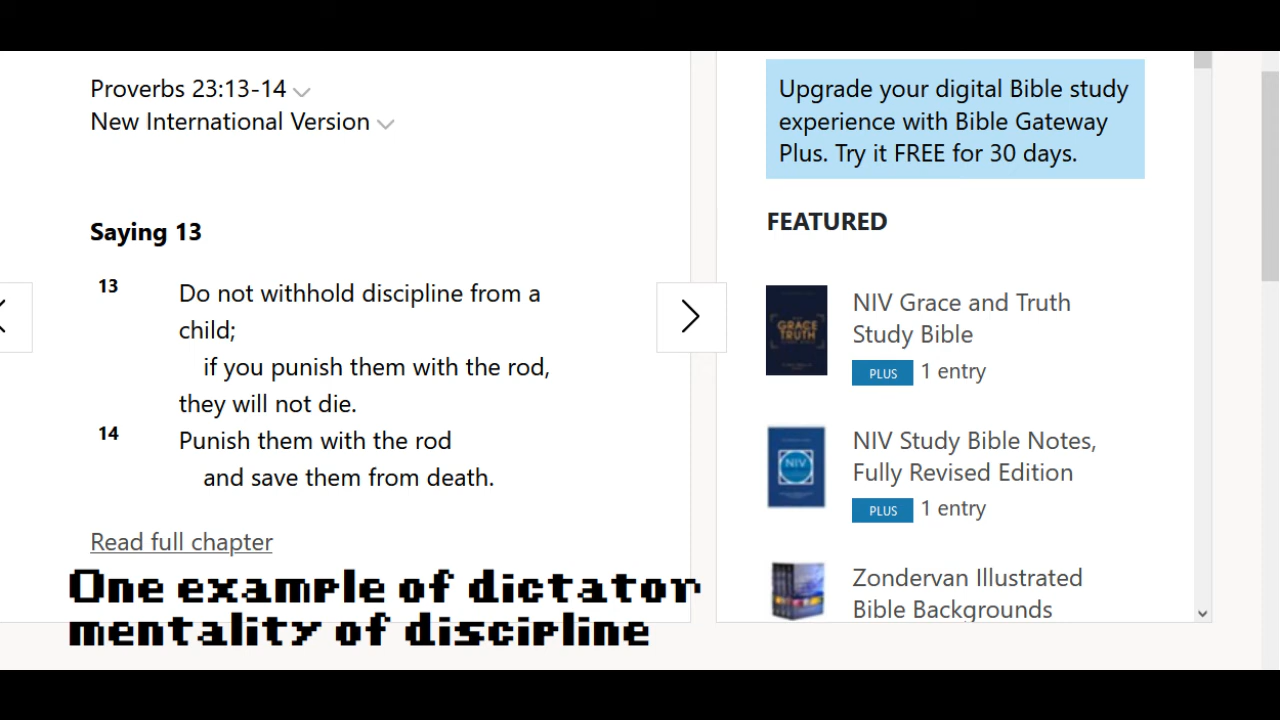 Proverbs 23:13-14
New International Version
Saying 13
13 Do not withhold discipline from a
child;
if you punish them with the rod,
they will not die.
14 Punish them with the rod
and save them from death.
Read full chapter
One example of dictator
mentality of discipline
Upgrade your digital Bible study
experience with Bible Gateway
Plus. Try it FREE for 30 days.
FEATURED
GRACE
TRUTH
NIV Grace and Truth
Study Bible
PLUS 1 entry
NIV
NIV Study Bible Notes,
Fully Revised Edition
PLUS 1 entry
Zondervan Illustrated
Bible Backgrounds